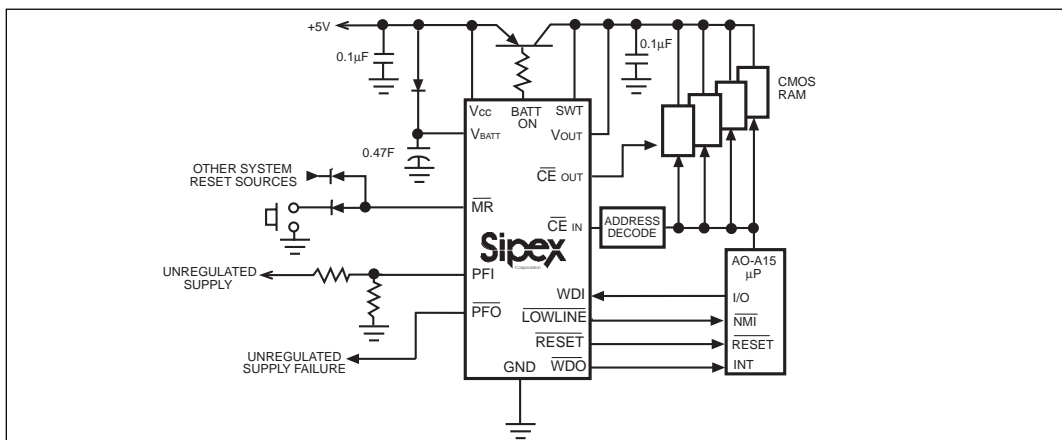 +5V
0.1µF
0.1µF
CMOS
RAM
VCC
BATT
ON
SWT
VBATT
VOUT
0.47F
OTHER SYSTEM
RESET SOURCES
CE OUT
MR
CE IN
ADDRESS
DECODE
Sipex
Corporation
AO-A15
µP
UNREGULATED
SUPPLY
PFI
WDI
I/O
PFO
LOWLINE
NMI
RESET
RESET
UNREGULATED
SUPPLY FAILURE
GND
WDO
INT